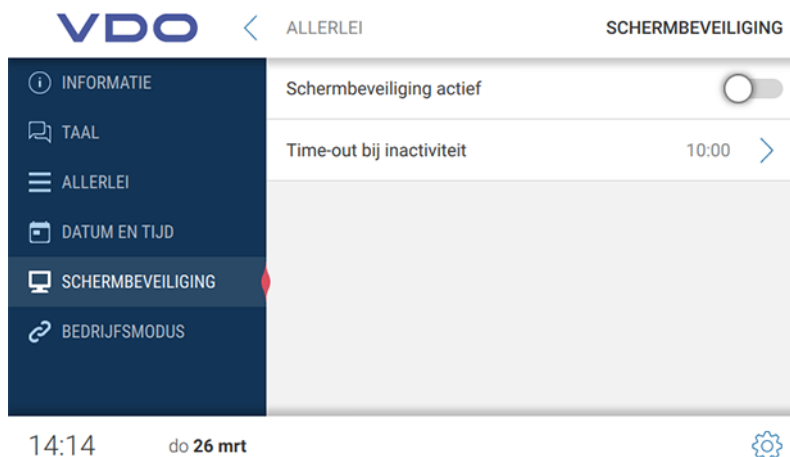 VDO
ALLERLEI
SCHERMBEVEILIGING
INFORMATIE
TAAL
ALLERLEI
DATUM EN TIJD
SCHERMBEVEILIGING
BEDRIJFSMODUS
Schermbeveiliging actief
Time-out bij inactiviteit 10:00
14:14 do 26 mrt